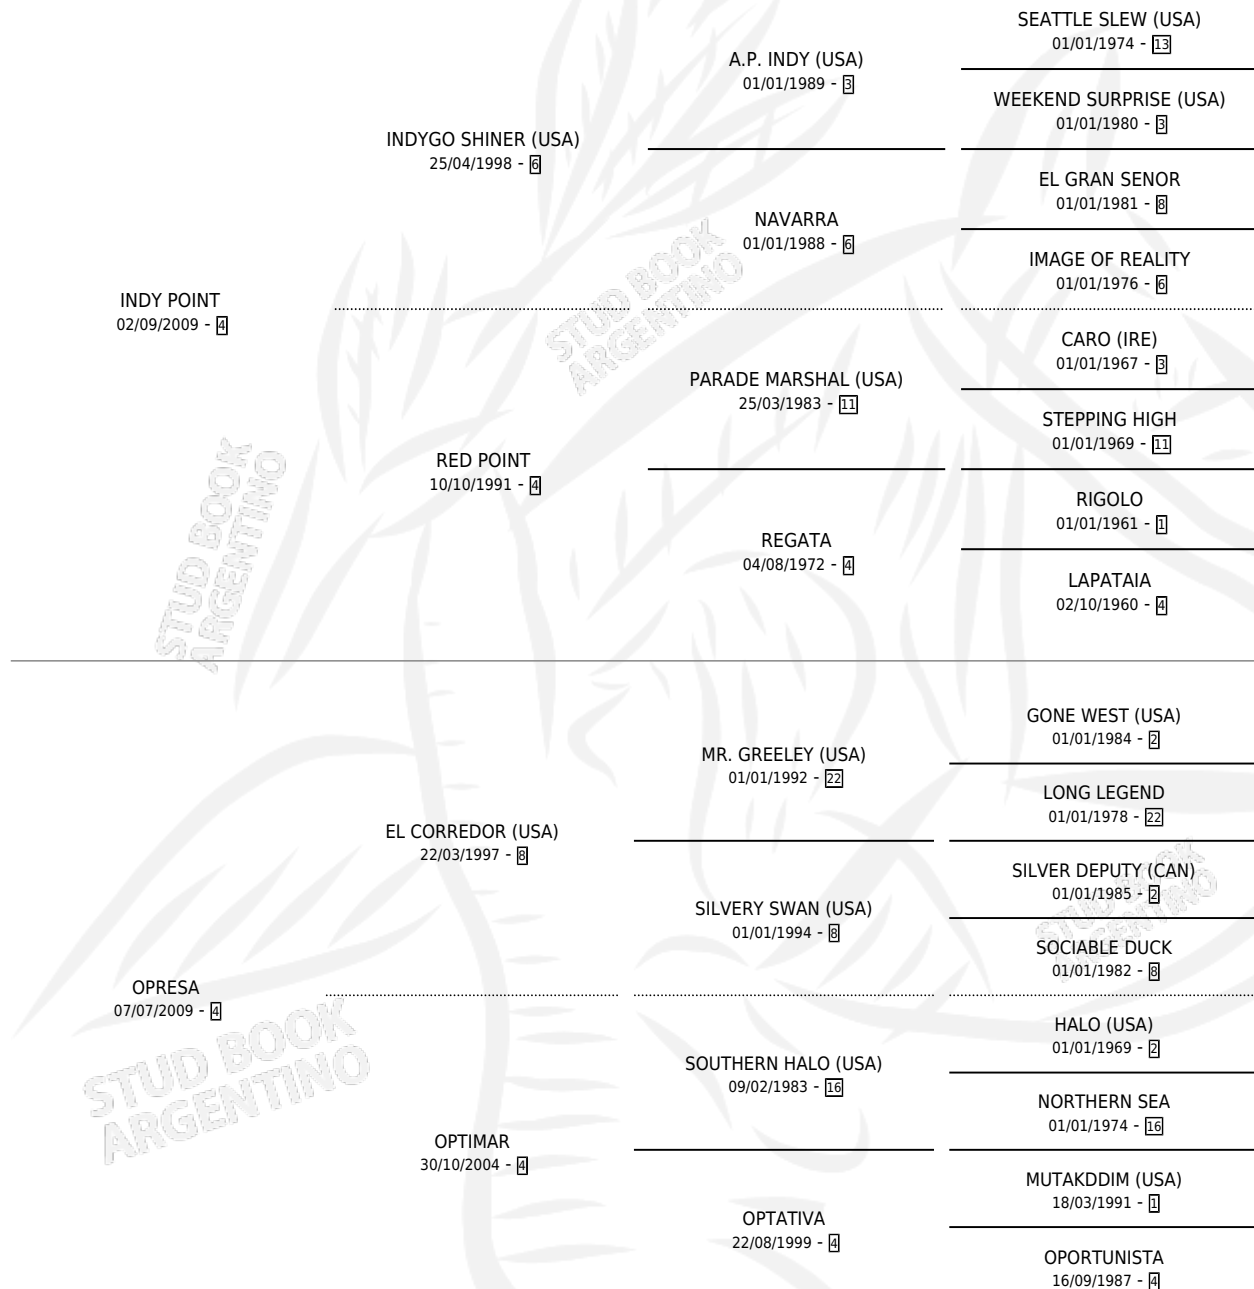 SEATTLE SLEW (USA)
01/01/1974 - 13
A.P. INDY (USA)
01/01/1989 - 3
WEEKEND SURPRISE (USA)
01/01/1980 - 3
INDYGO SHINER (USA)
25/04/1998 - 6
EL GRAN SENOR
01/01/1981 - 8
NAVARRA
01/01/1988 - 6
IMAGE OF REALITY
01/01/1976 - 6
INDY POINT
02/09/2009 - 4
CARO (IRE)
01/01/1967 - 3
PARADE MARSHAL (USA)
25/03/1983 - 11
STEPPING HIGH
01/01/1969 - 11
RED POINT
10/10/1991 - 4
RIGOLO
01/01/1961 - 1
REGATA
04/08/1972 - 4
LAPATAIA
02/10/1960 - 4
GONE WEST (USA)
01/01/1984 - 2
MR. GREELEY (USA)
01/01/1992 - 22
LONG LEGEND
01/01/1978 - 22
EL CORREDOR (USA)
22/03/1997 - 8
SILVER DEPUTY (CAN)
01/01/1985 - 2
SILVERY SWAN (USA)
01/01/1994 - 8
SOCIABLE DUCK
01/01/1982 - 8
OPRESA
07/07/2009 - 4
HALO (USA)
01/01/1969 - 2
SOUTHERN HALO (USA)
09/02/1983 - 16
NORTHERN SEA
01/01/1974 - 16
OPTIMAR
30/10/2004 - 4
MUTAKDDIM (USA)
18/03/1991 - 1
OPTATIVA
22/08/1999 - 4
OPORTUNISTA
16/09/1987 - 4
STUD BOOK
ARGENTINO
STUD BOOK
ARGENTINO
STUD BOOK
ARGENTINO
STUD BOOK
ARGENTINO